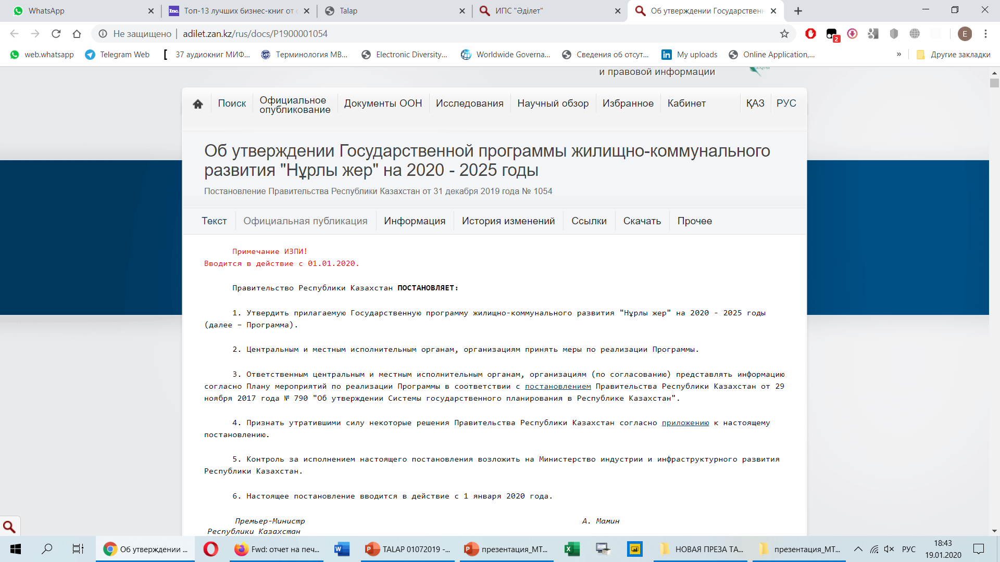 WhatsApp
Топ-13 лучших бизнес-книг от
Talap
ИПС "Әділет"
Об утверждении Государствен
Не защищено | adilet.zan.kz/rus/docs/P1900001054
2
E
web.whatsapp
Telegram Web
37 аудиокниг МИФ...
Терминология МВ...
Electronic Diversity...
Worldwide Governa...
Сведения об отсут...
My uploads
Online Application,...
»
Другие закладки
и правовой информации
Поиск
Официальное
опубликование
Документы ООН
Исследования
Научный обзор
Избранное
Кабинет
ҚАЗ
РУС
Об утверждении Государственной программы жилищно-коммунального
развития "Нұрлы жер" на 2020 - 2025 годы
Постановление Правительства Республики Казахстан от 31 декабря 2019 года № 1054
Текст
Официальная публикация
Информация
История изменений
Ссылки
Скачать
Прочее
Примечание ИЗПИ!
Вводится в действие с 01.01.2020.
Правительство Республики Казахстан ПОСТАНОВЛЯЕТ:
1. Утвердить прилагаемую Государственную программу жилищно-коммунального развития "Нұрлы жер" на 2020 - 2025 годы
(далее – Программа).
2. Центральным и местным исполнительным органам, организациям принять меры по реализации Программы.
3. Ответственным центральным и местным исполнительным органам, организациям (по согласованию) представлять информацию
согласно Плану мероприятий по реализации Программы в соответствии с постановлением Правительства Республики Казахстан от 29
ноября 2017 года № 790 "Об утверждении Системы государственного планирования в Республике Казахстан".
4. Признать утратившими силу некоторые решения Правительства Республики Казахстан согласно приложению к настоящему
постановлению.
5. Контроль за исполнением настоящего постановления возложить на Министерство индустрии и инфраструктурного развития
Республики Казахстан.
6. Настоящее постановление вводится в действие с 1 января 2020 года.
Премьер-Министр А. Мамин
Республики Казахстан
Об утверждении ...
Fwd: отчет на печ...
TALAP 01072019 -...
презентация_МТ...
НОВАЯ ПРЕЗА ТА...
презентация_МТ...
РУС
18:43
19.01.2020